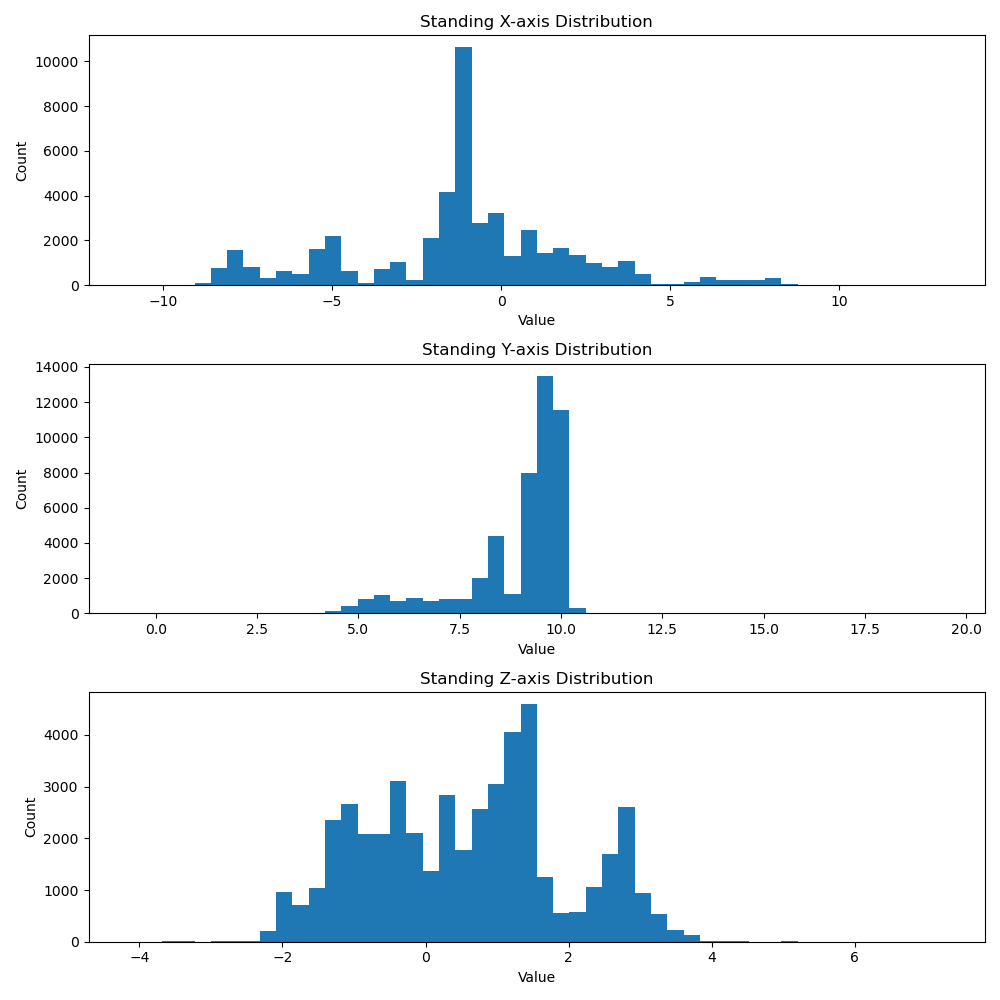 Standing X-axis Distribution
10000
8000
6000
4000
2000
0
Count
−10 −5 0 5 10
Value
Standing Y-axis Distribution
14000
12000
10000
8000
6000
4000
2000
0
Count
0.0 2.5 5.0 7.5 10.0 12.5 15.0 17.5 20.0
Value
Standing Z-axis Distribution
4000
3000
2000
1000
0
Count
−4 −2 0 2 4 6
Value